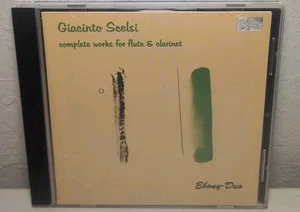 Giacinto Scelsi
complete works for flute & clarinet
Ebony-Duo